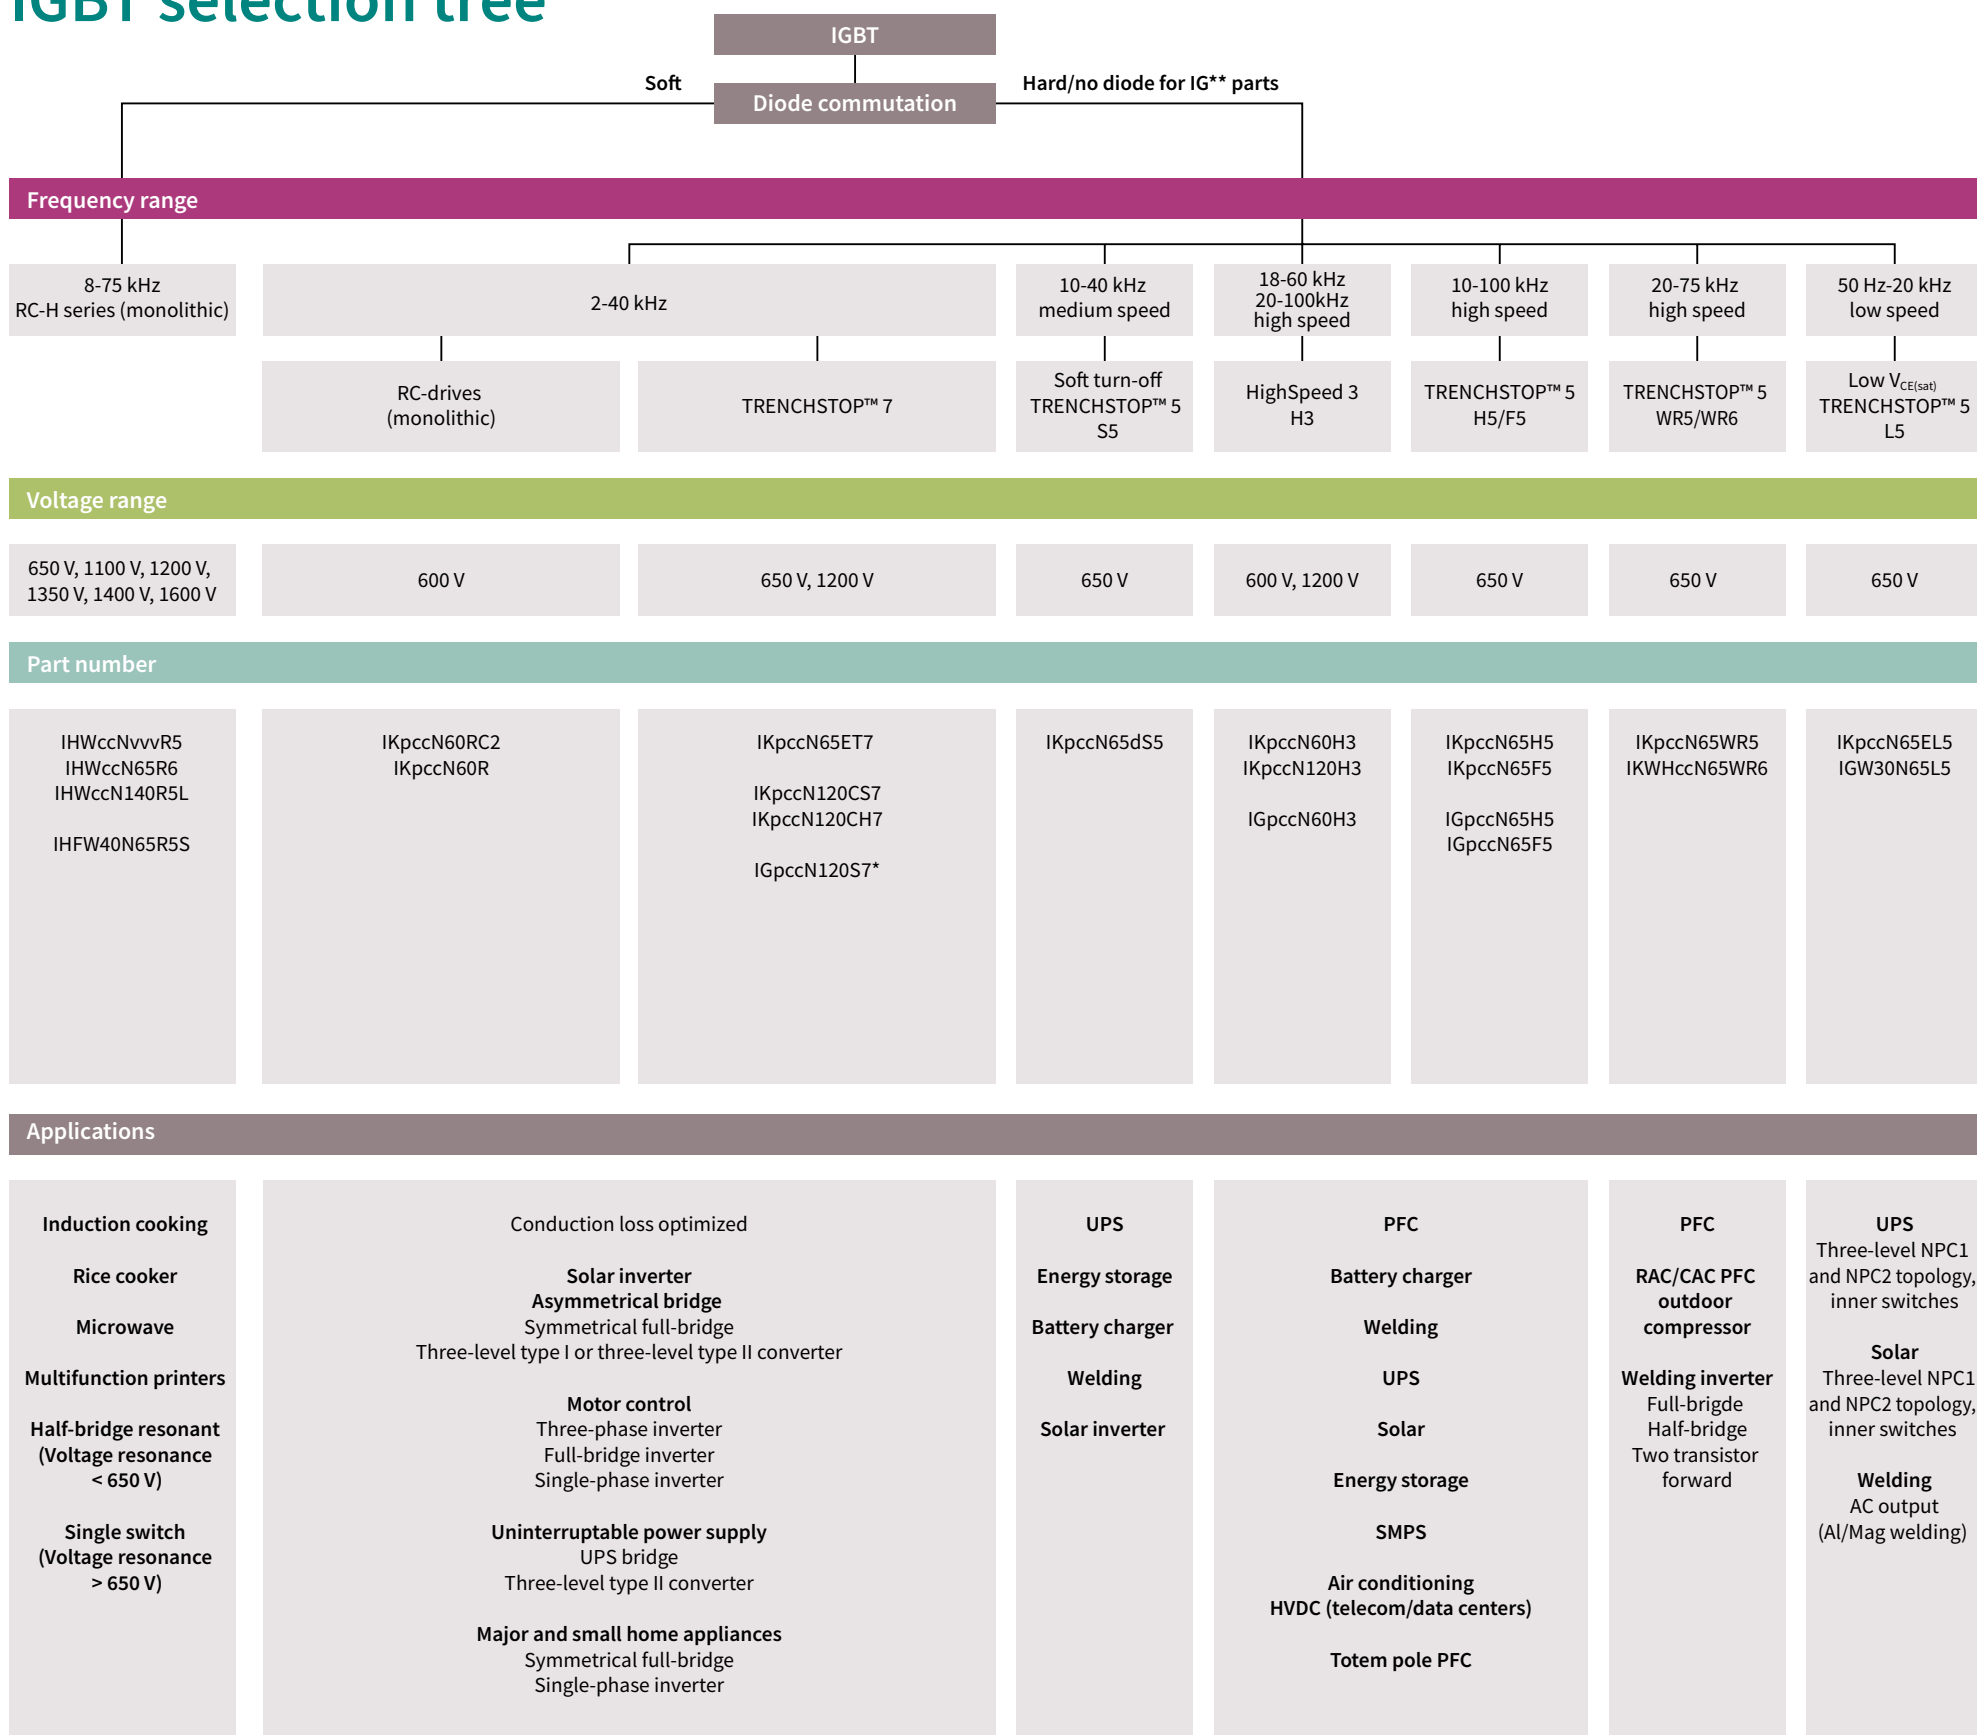 IGBT selection tree
IGBT
Soft
Hard/no diode for IG** parts
Diode commutation
Frequency range
8-75 kHz
RC-H series (monolithic)
2-40 kHz
10-40 kHz
medium speed
18-60 kHz
20-100kHz
high speed
10-100 kHz
high speed
20-75 kHz
high speed
50 Hz-20 kHz
low speed
RC-drives
(monolithic)
TRENCHSTOP™ 7
Soft turn-off
TRENCHSTOP™ 5
S5
HighSpeed 3
H3
TRENCHSTOP™ 5
H5/F5
TRENCHSTOP™ 5
WR5/WR6
Low VCE(sat)
TRENCHSTOP™ 5
L5
Voltage range
650 V, 1100 V, 1200 V,
1350 V, 1400 V, 1600 V
600 V
650 V, 1200 V
650 V
600 V, 1200 V
650 V
650 V
650 V
Part number
IHWccNvvvR5
IHWccN65R6
IHWccN140R5L
IHFW40N65R5S
IKpccN60RC2
IKpccN60R
IKpccN65ET7
IKpccN120CS7
IKpccN120CH7
IGpccN120S7*
IKpccN65dS5
IKpccN60H3
IKpccN120H3
IGpccN60H3
IKpccN65H5
IKpccN65F5
IGpccN65H5
IGpccN65F5
IKpccN65WR5
IKWHccN65WR6
IKpccN65EL5
IGW30N65L5
Applications
Induction cooking
Rice cooker
Microwave
Multifunction printers
Half-bridge resonant
(Voltage resonance
< 650 V)
Single switch
(Voltage resonance
> 650 V)
Conduction loss optimized
Solar inverter
Asymmetrical bridge
Symmetrical full-bridge
Three-level type I or three-level type II converter
Motor control
Three-phase inverter
Full-bridge inverter
Single-phase inverter
Uninterruptable power supply
UPS bridge
Three-level type II converter
Major and small home appliances
Symmetrical full-bridge
Single-phase inverter
UPS
Energy storage
Battery charger
Welding
Solar inverter
PFC
Battery charger
Welding
UPS
Solar
Energy storage
SMPS
Air conditioning
HVDC (telecom/data centers)
Totem pole PFC
PFC
RAC/CAC PFC
outdoor
compressor
Welding inverter
Full-brigde
Half-bridge
Two transistor
forward
UPS
Three-level NPC1
and NPC2 topology,
inner switches
Solar
Three-level NPC1
and NPC2 topology,
inner switches
Welding
AC output
(Al/Mag welding)